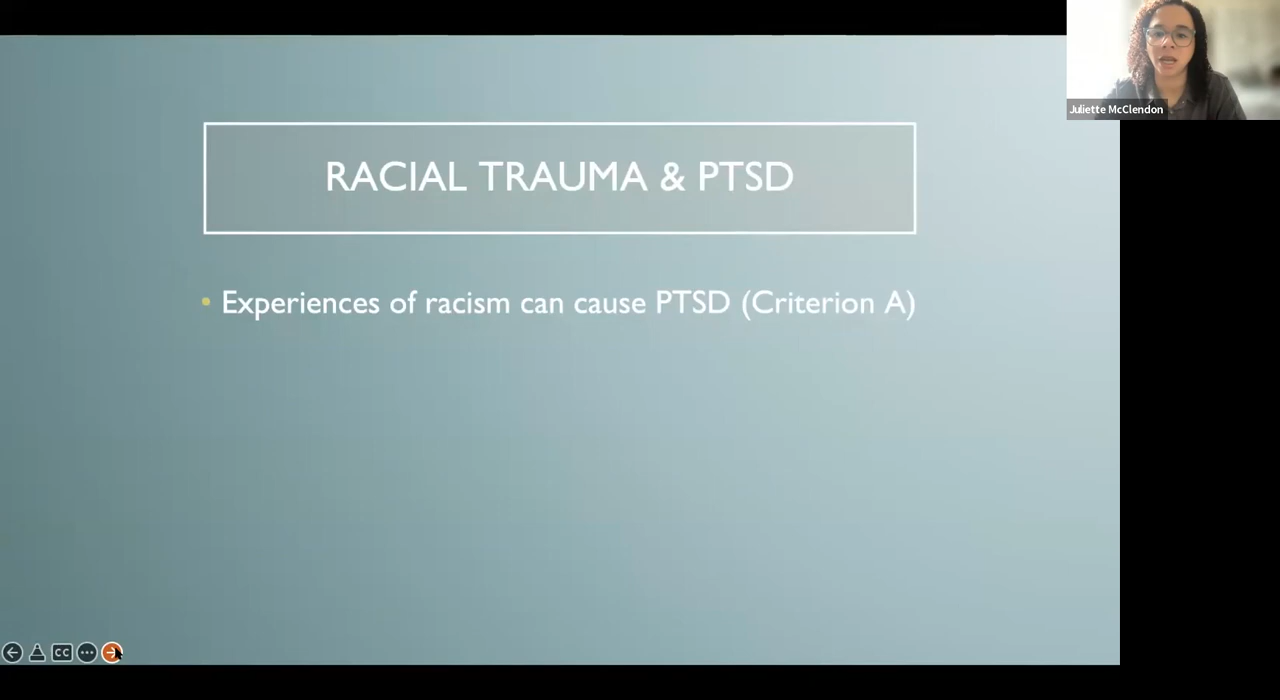 Juliette McClendon
RACIAL TRAUMA & PTSD
• Experiences of racism can cause PTSD (Criterion A)
CC